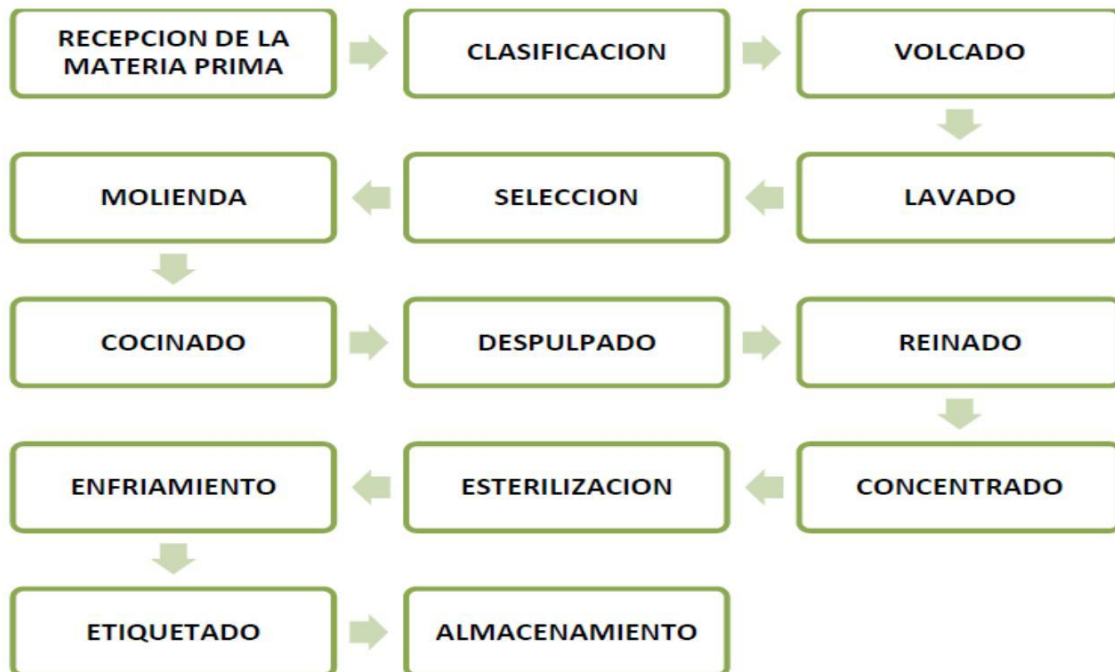 RECEPCION DE LA
MATERIA PRIMA
CLASIFICACION
VOLCADO
LAVADO
SELECCION
MOLIENDA
COCINADO
DESPULPADO
REINADO
CONCENTRADO
ESTERILIZACION
ENFRIAMIENTO
ETIQUETADO
ALMACENAMIENTO